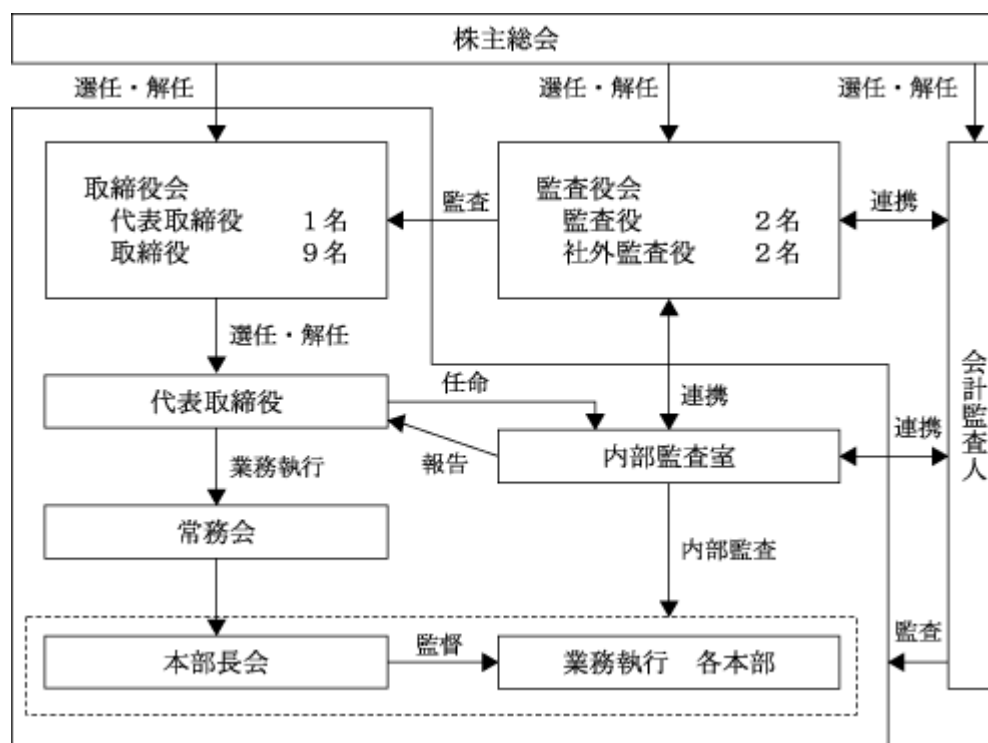 株主総会
選任・解任
選任・解任
選任・解任
取締役会
代表取締役 1名
取締役 9名
監査
監査役会
監査役 2名
社外監査役 2名
連携
選任・解任
会計監査人
代表取締役
任命
連携
報告
内部監査室
連携
業務執行
常務会
内部監査
本部長会
監督
業務執行 各本部
監査